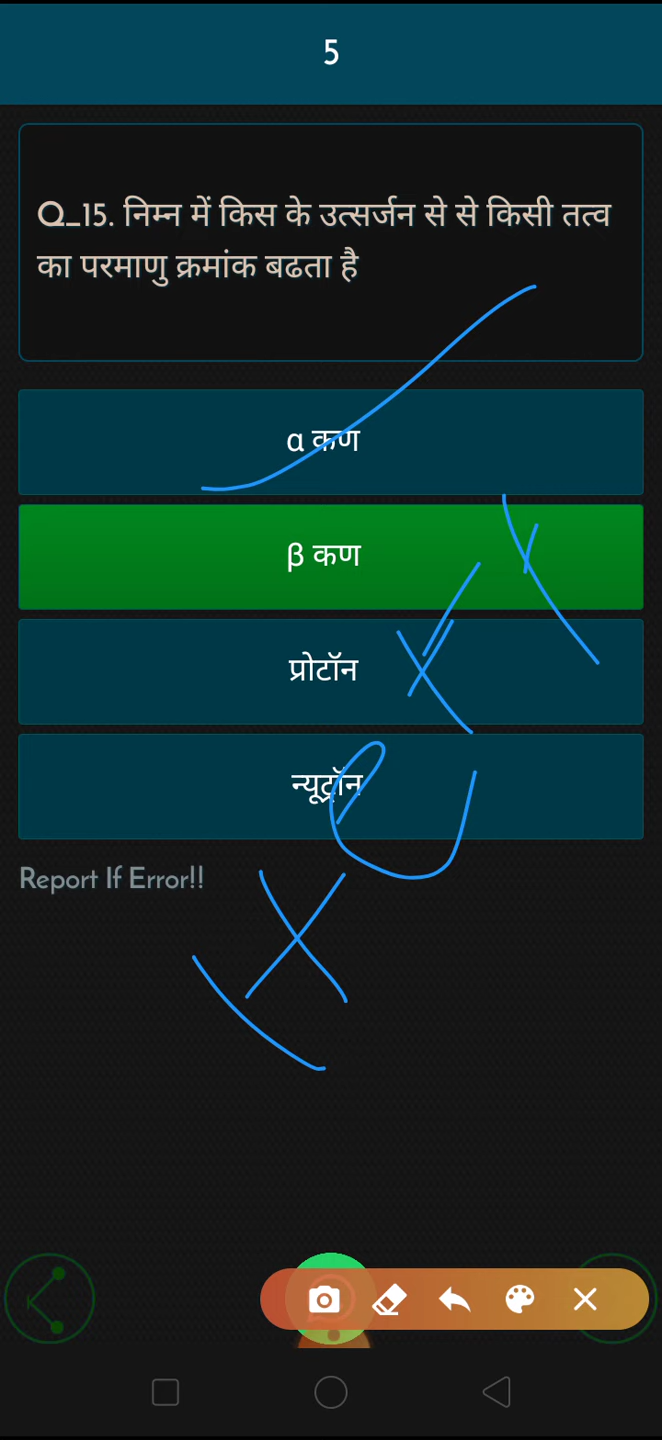 5
Q_15. निम्न में किस के उत्सर्जन से से किसी तत्व
का परमाणु क्रमांक बढता है
α कण
β कण
प्रोटॉन
न्यूट्रॉन
Report If Error!!